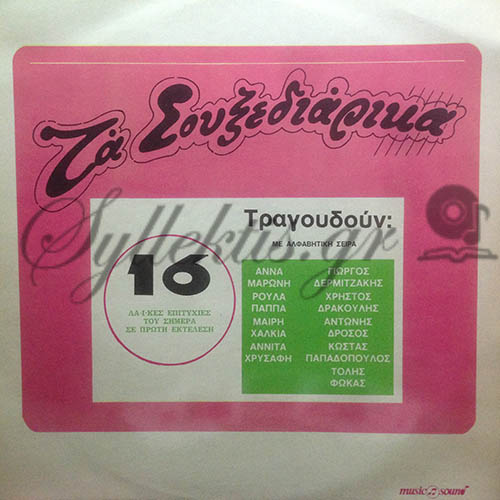 Τά Σουξεδιάρικα
Τραγουδούν:
ΜΕ ΑΛΦΑΒΗΤΙΚΗ ΣΕΙΡΑ
16
ΛΑ·Ι·ΚΕΣ ΕΠΙΤΥΧΙΕΣ
ΤΟΥ ΣΗΜΕΡΑ
ΣΕ ΠΡΩΤΗ ΕΚΤΕΛΕΣΗ
ΑΝΝΑ
ΜΑΡΩΝΗ
ΡΟΥΛΑ
ΠΑΠΠΑ
ΜΑΙΡΗ
ΧΑΛΚΙΑ
ΑΝΝΙΤΑ
ΧΡΥΣΑΦΗ
ΓΙΩΡΓΟΣ
ΔΕΡΜΙΤΖΑΚΗΣ
ΧΡΗΣΤΟΣ
ΔΡΑΚΟΥΛΗΣ
ΑΝΤΩΝΗΣ
ΔΡΟΣΟΣ
ΚΩΣΤΑΣ
ΠΑΠΑΔΟΠΟΥΛΟΣ
ΤΟΛΗΣ
ΦΩΚΑΣ
Syllektis.gr
music sound